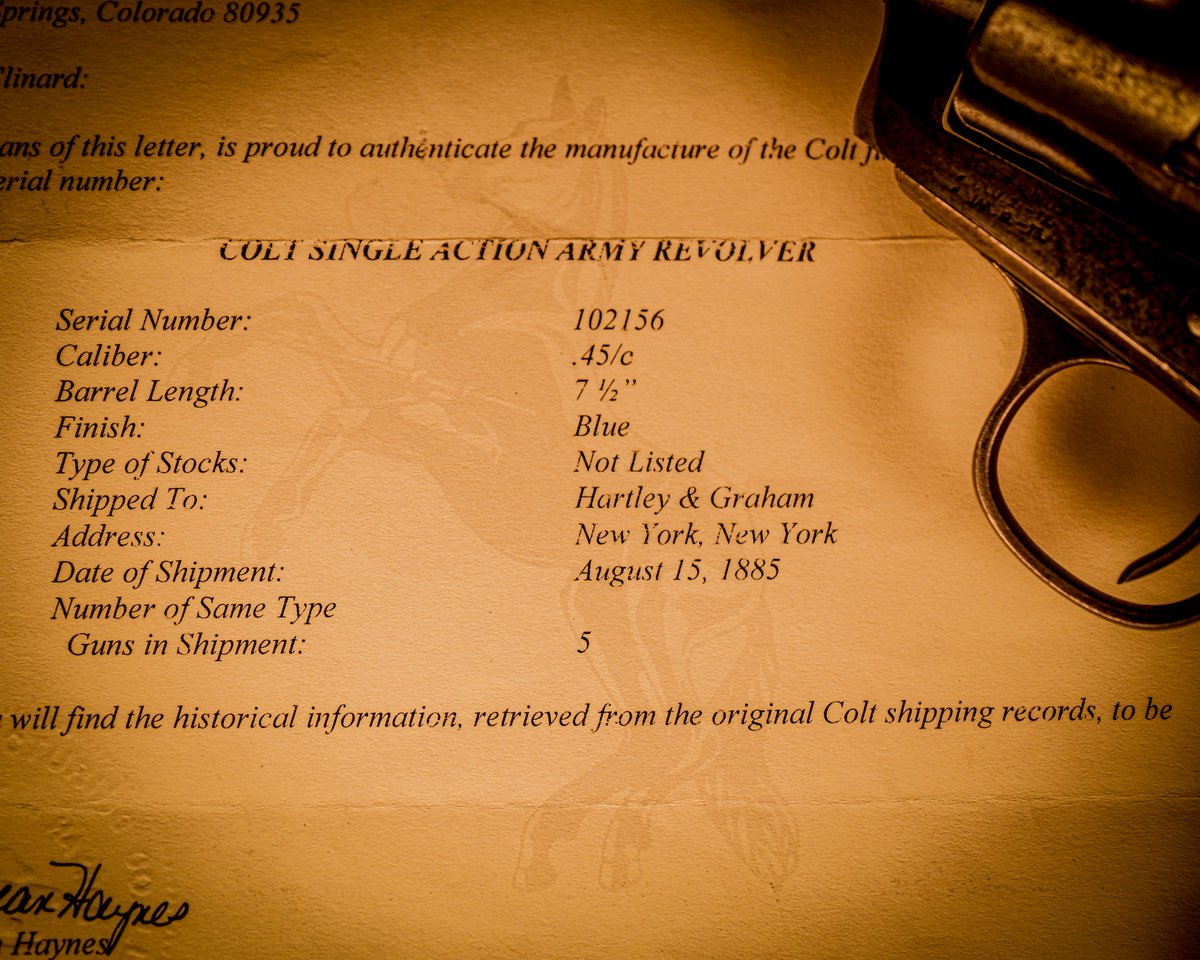 prings, Colorado 80935
linard:
ans of this letter, is proud to authenticate the manufacture of the Colt
erial number:
COLT SINGLE ACTION ARMY REVOLVER
Serial Number: 102156
Caliber: .45/c
Barrel Length: 7 ½”
Finish: Blue
Type of Stocks: Not Listed
Shipped To: Hartley & Graham
Address: New York, New York
Date of Shipment: August 15, 1885
Number of Same Type
Guns in Shipment: 5
will find the historical information, retrieved from the original Colt shipping records, to be
Haynes
Haynes